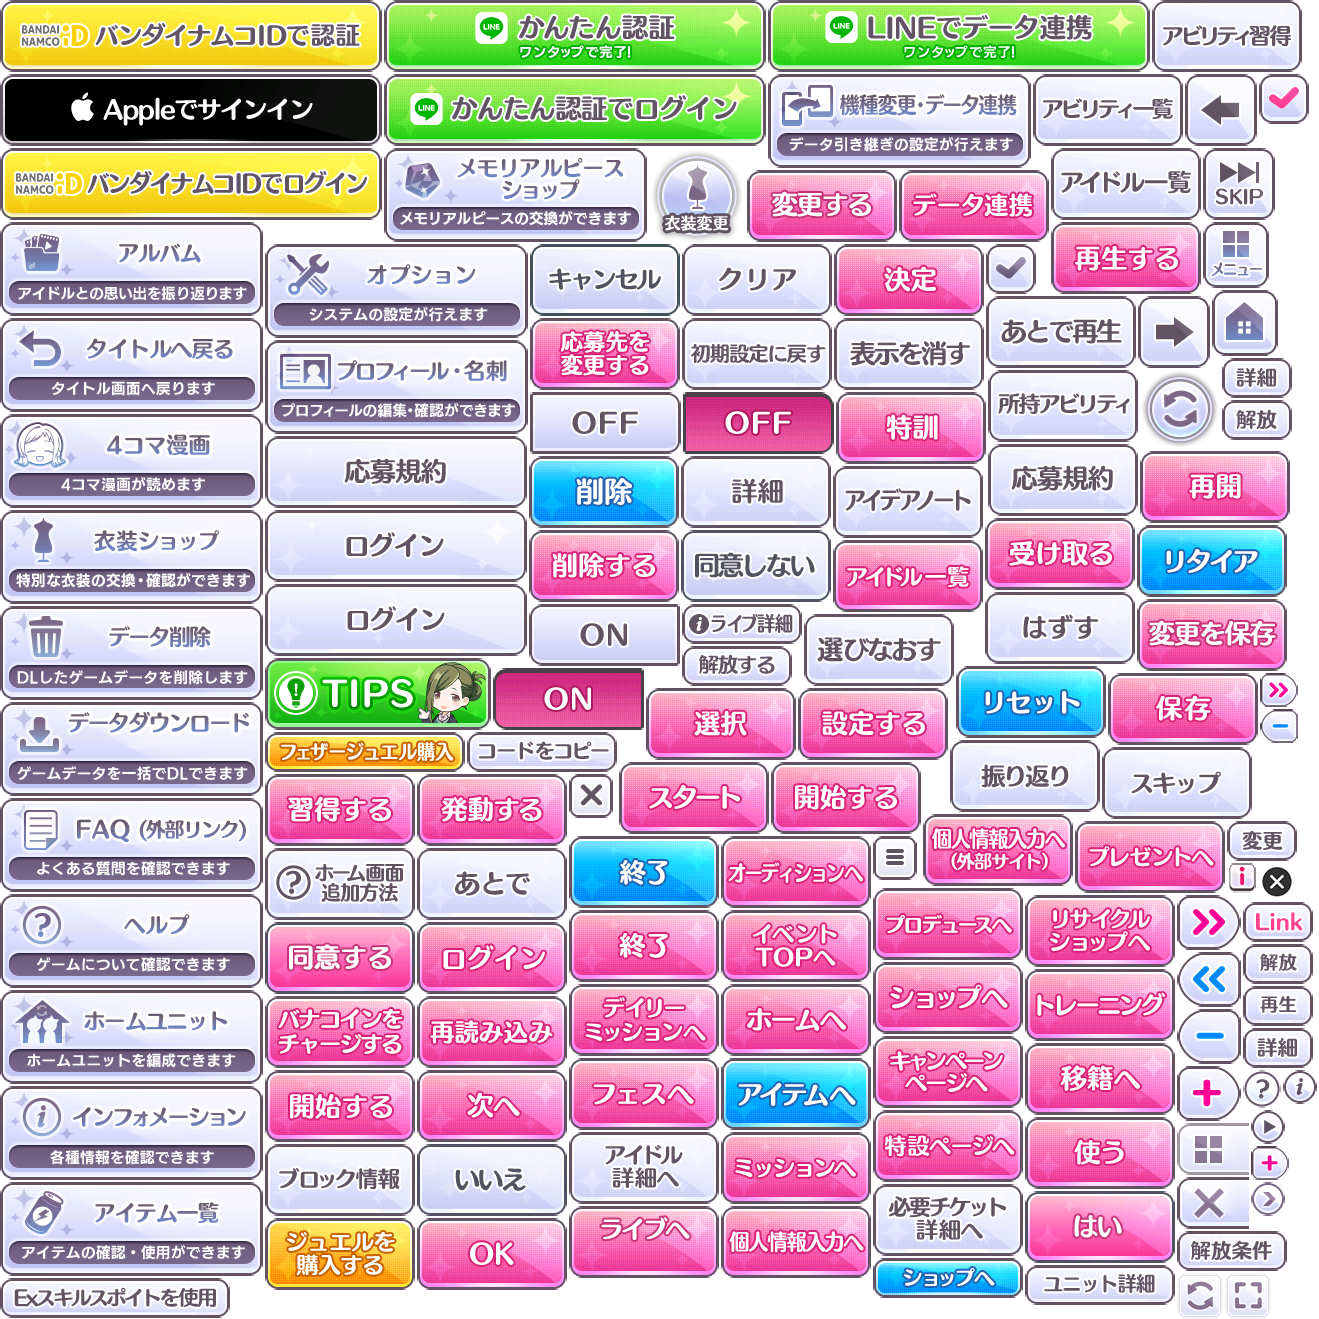 BANDAI NAMCO iD バンダイナムコIDで認証
かんたん認証
ワンタップで完了!
LINEでデータ連携
ワンタップで完了!
アビリティ習得
Appleでサインイン
かんたん認証でログイン
機種変更・データ連携
データ引き継ぎの設定が行えます
アビリティ一覧
BANDAI NAMCO iD バンダイナムコIDでログイン
メモリアルピース
ショップ
メモリアルピースの交換ができます
衣装変更
変更する
データ連携
アイドル一覧
SKIP
アルバム
アイドルとの思い出を振り返ります
オプション
システムの設定が行えます
キャンセル
クリア
決定
再生する
メニュー
タイトルへ戻る
タイトル画面へ戻ります
プロフィール・名刺
プロフィールの編集・確認ができます
応募先を
変更する
初期設定に戻す
表示を消す
あとで再生
詳細
解放
4コマ漫画
4コマ漫画が読めます
応募規約
OFF
OFF
特訓
所持アビリティ
衣装ショップ
特別な衣装の交換・確認ができます
ログイン
削除
詳細
アイデアノート
応募規約
再開
データ削除
DLしたゲームデータを削除します
ログイン
削除する
同意しない
アイドル一覧
受け取る
リタイア
ON
ライブ詳細
解放する
選びなおす
はずす
変更を保存
データダウンロード
ゲームデータを一括でDLできます
TIPS
ON
選択
設定する
リセット
保存
フェザージュエル購入
コードをコピー
スタート
開始する
振り返り
スキップ
FAQ (外部リンク)
よくある質問を確認できます
習得する
発動する
個人情報入力へ
(外部サイト)
プレゼントへ
変更
ホーム画面
追加方法
あとで
終了
オーディションへ
ヘルプ
ゲームについて確認できます
同意する
ログイン
終了
イベント
TOPへ
プロデュースへ
リサイクル
ショップへ
Link
解放
ホームユニット
ホームユニットを編成できます
バナコインを
チャージする
再読み込み
デイリー
ミッションへ
ホームへ
ショップへ
トレーニング
再生
詳細
インフォメーション
各種情報を確認できます
開始する
次へ
フェスへ
アイテムへ
キャンペーン
ページへ
移籍へ
アイテム一覧
アイテムの確認・使用ができます
ブロック情報
いいえ
アイドル
詳細へ
ミッションへ
特設ページへ
使う
ジュエルを
購入する
OK
ライブへ
個人情報入力へ
必要チケット
詳細へ
はい
解放条件
Exスキルスポイトを使用
ショップへ
ユニット詳細